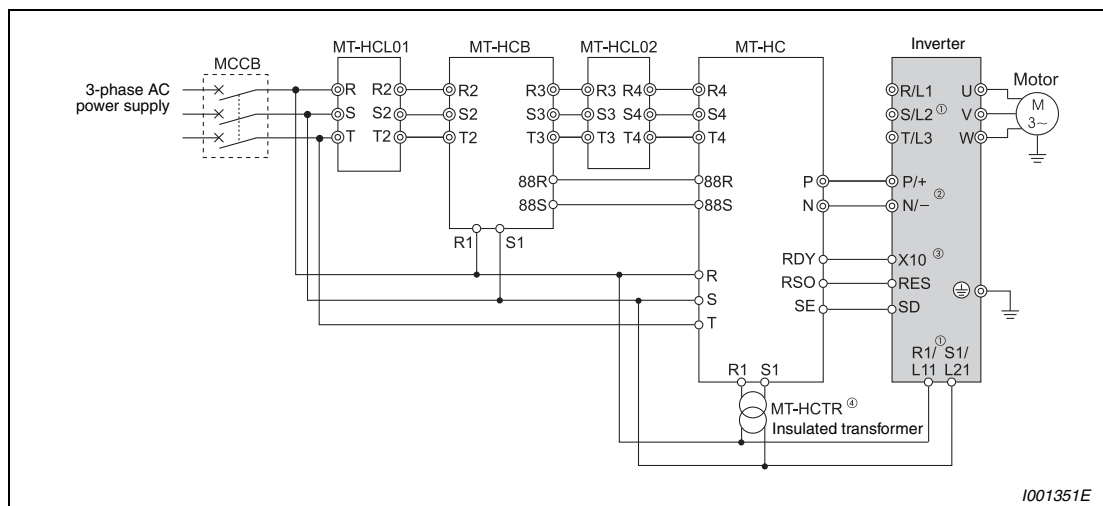 MT-HCL01 MT-HCB MT-HCL02 MT-HC Inverter
MCCB
3-phase AC
power supply
Motor
R R2 R2 R3 R3 R4 R4 R/L1 U
S S2 S2 S3 S3 S4 S4 S/L2 ① V
T T2 T2 T3 T3 T4 T4 T/L3 W
M
3~
88R 88R P P/+
88S 88S N N/− ②
R1 S1
R RDY X10 ③
S RSO RES
T SE SD
R1 S1
R1/ ① S1/
L11 L21
MT-HCTR ④
Insulated transformer
I001351E